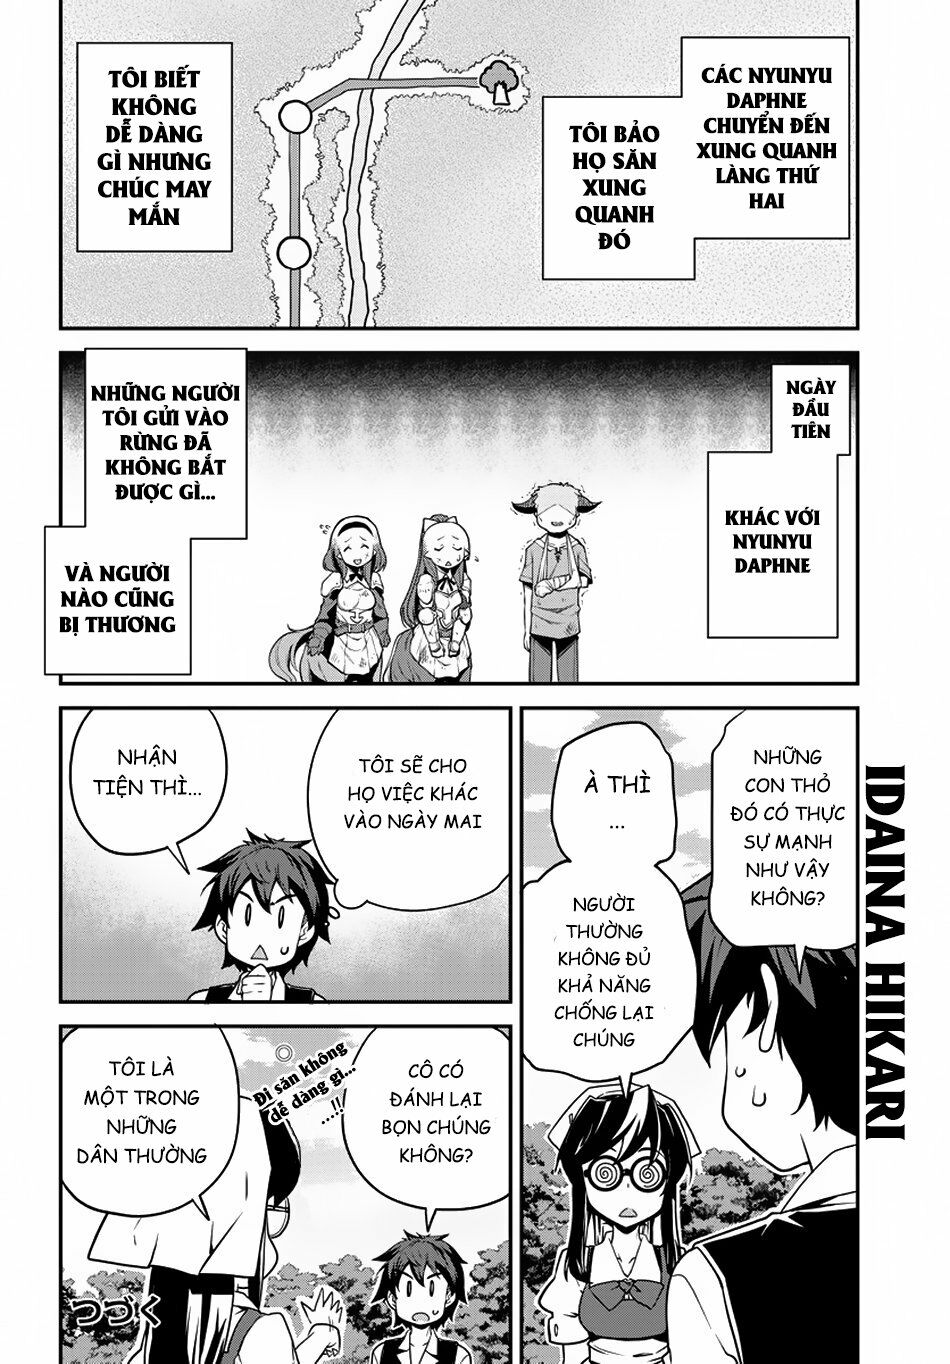 CÁC NYUNYU
DAPHNE
CHUYỂN ĐẾN
XUNG QUANH
LÀNG THỨ
HAI
TÔI BẢO
HỌ SĂN
XUNG
QUANH
ĐÓ
TÔI BIẾT
KHÔNG
DỄ DÀNG
GÌ NHƯNG
CHÚC MAY
MẮN
NGÀY
ĐẦU
TIÊN
KHÁC VỚI
NYUNYU
DAPHNE
NHỮNG NGƯỜI
TÔI GỬI VÀO
RỪNG ĐÃ
KHÔNG BẮT
ĐƯỢC GÌ...
VÀ NGƯỜI
NÀO CŨNG
BỊ THƯƠNG
NHỮNG
CON THỎ
ĐÓ CÓ THỰC
SỰ MẠNH
NHƯ VẬY
KHÔNG?
À THÌ
...
NGƯỜI
THƯỜNG
KHÔNG ĐỦ
KHẢ NĂNG
CHỐNG LẠI
CHÚNG
TÔI SẼ CHO
HỌ VIỆC KHÁC
VÀO NGÀY MAI
NHẬN
TIỆN THÌ...
CÔ CÓ
ĐÁNH LẠI
BỌN CHÚNG
KHÔNG?
Đi săn không
dễ dàng gì...
...!!
TÔI LÀ
MỘT TRONG
NHỮNG
DÂN THƯỜNG
つづく
IDAINA HIKARI